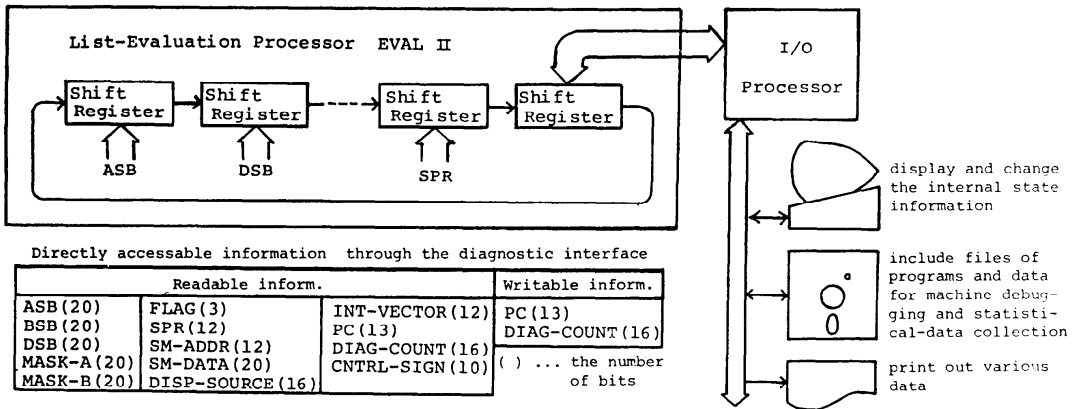 List-Evaluation Processor EVAL II
Shift Register
Shift Register
Shift Register
Shift Register
ASB
DSB
SPR
I/O
Processor
display and change
the internal state
information
include files of
programs and data
for machine debug-
ging and statisti-
cal-data collection
print out various
data
Directly accessable information through the diagnostic interface
Readable inform.
Writable inform.
ASB(20)
BSB(20)
DSB(20)
MASK-A(20)
MASK-B(20)
FLAG(3)
SPR(12)
SM-ADDR(12)
SM-DATA(20)
DISP-SOURCE(16)
INT-VECTOR(12)
PC(13)
DIAG-COUNT(16)
CNTRL-SIGN(10)
PC(13)
DIAG-COUNT(16)
( ) ... the number
of bits